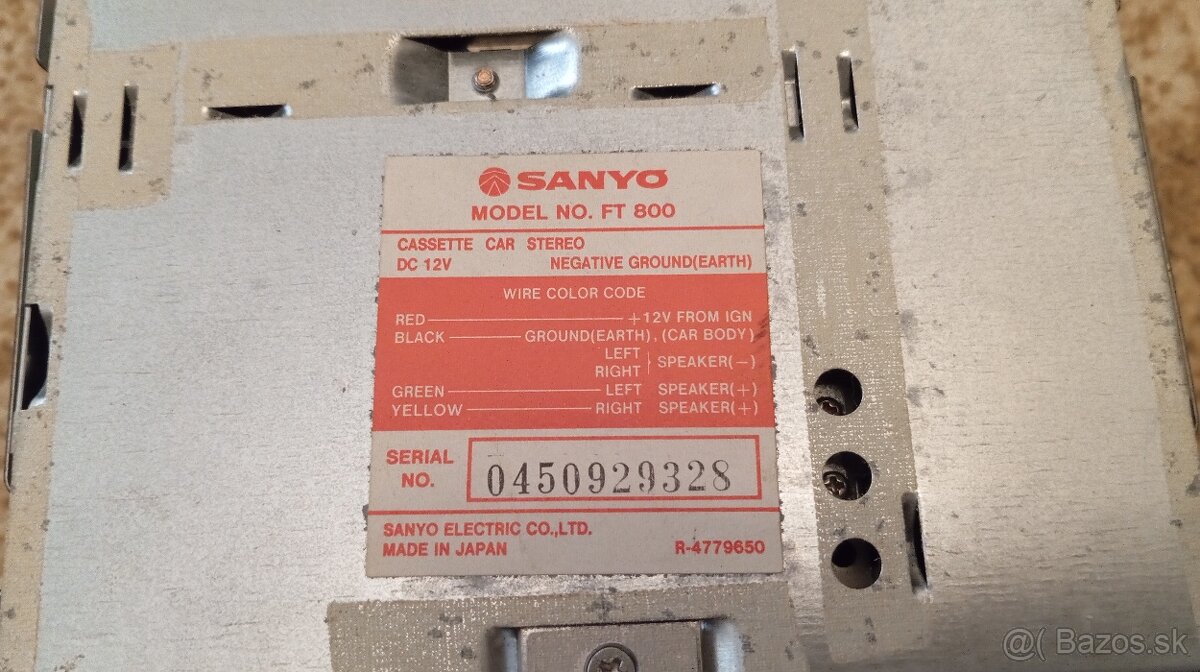 SANYO
MODEL NO. FT 800
CASSETTE CAR STEREO
DC 12V NEGATIVE GROUND(EARTH)
WIRE COLOR CODE
RED +12V FROM IGN
BLACK GROUND(EARTH), (CAR BODY)
LEFT
RIGHT } SPEAKER(−)
GREEN LEFT SPEAKER(+)
YELLOW RIGHT SPEAKER(+)
SERIAL NO. 0450929328
SANYO ELECTRIC CO.,LTD.
MADE IN JAPAN R-4779650
@( Bazos.sk